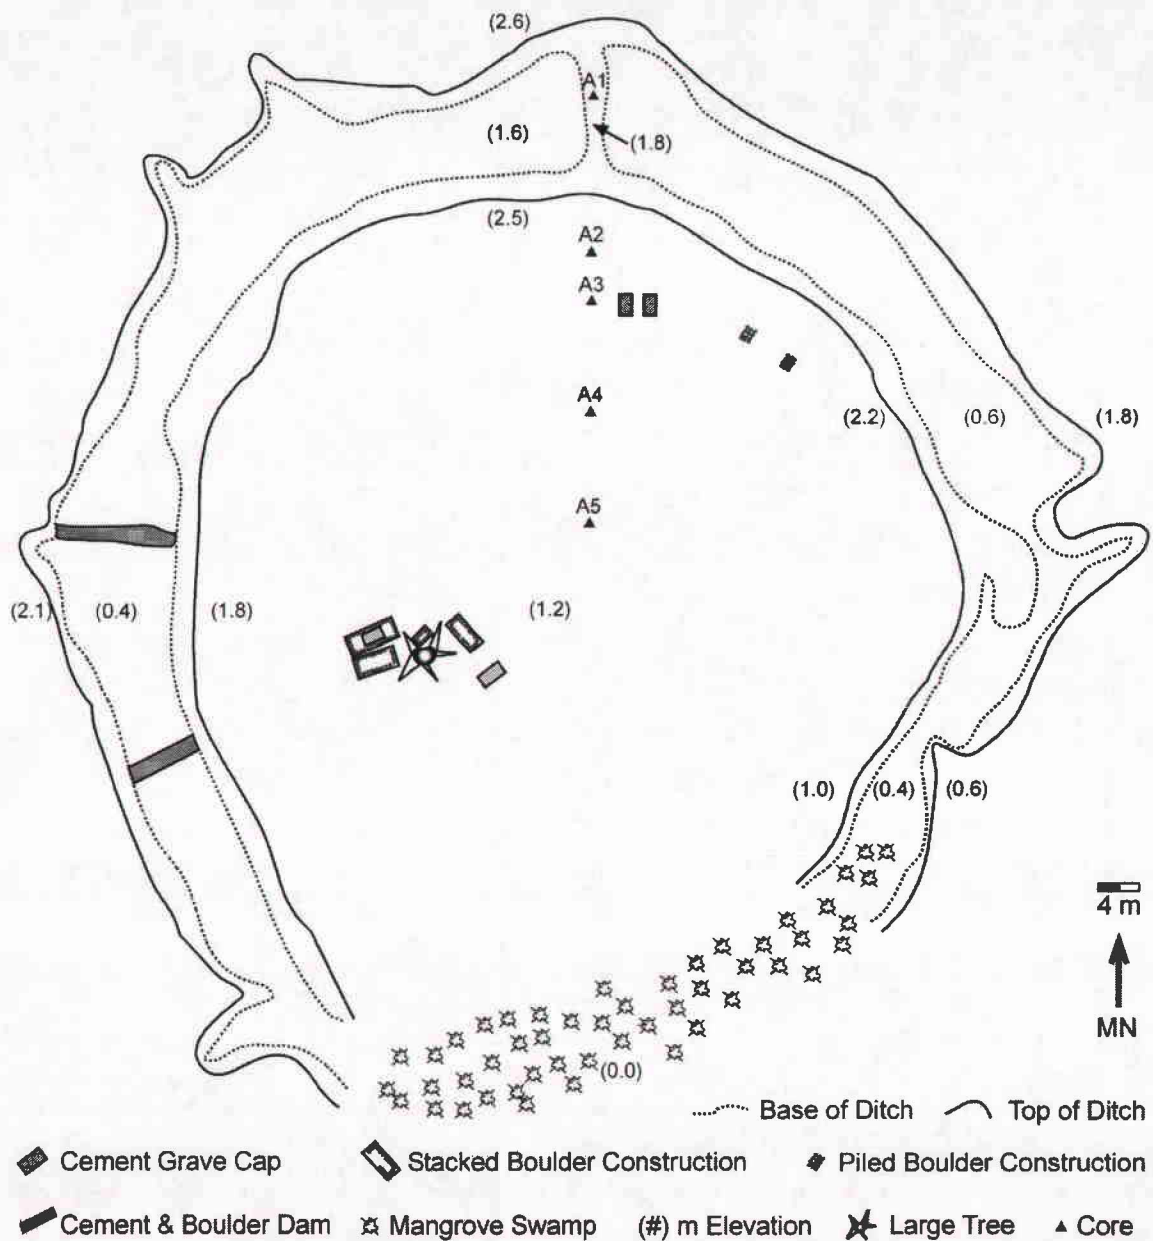 (2.6)
A1
(1.6)
(1.8)
(2.5)
A2
A3
A4
(2.2)
(0.6)
(1.8)
A5
(2.1)
(0.4)
(1.8)
(1.2)
(1.0)
(0.4)
(0.6)
4 m
MN
(0.0)
Base of Ditch
Top of Ditch
Cement Grave Cap
Stacked Boulder Construction
Piled Boulder Construction
Cement & Boulder Dam
Mangrove Swamp
(#) m Elevation
Large Tree
Core